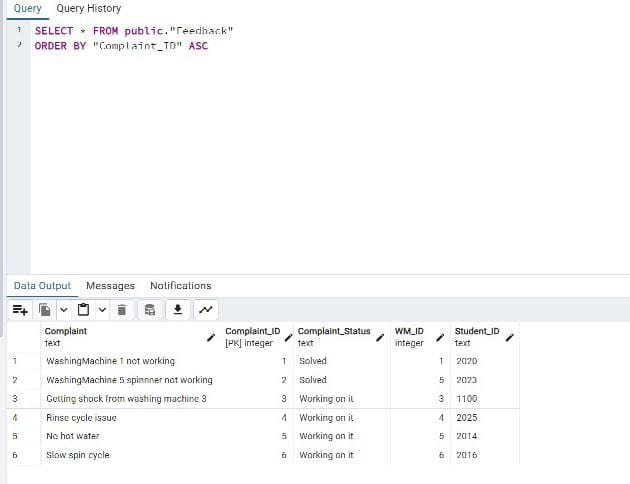 Query Query History
1 SELECT * FROM public."Feedback"
2 ORDER BY "Complaint_ID" ASC
Data Output Messages Notifications
Complaint Complaint_ID Complaint_Status WM_ID Student_ID
text [PK] integer text integer text
1 WashingMachine 1 not working 1 Solved 1 2020
2 WashingMachine 5 spinnner not working 2 Solved 5 2023
3 Getting shock from washing machine 3 3 Working on it 3 1100
4 Rinse cycle issue 4 Working on it 4 2025
5 No hot water 5 Working on it 5 2014
6 Slow spin cycle 6 Working on it 6 2016